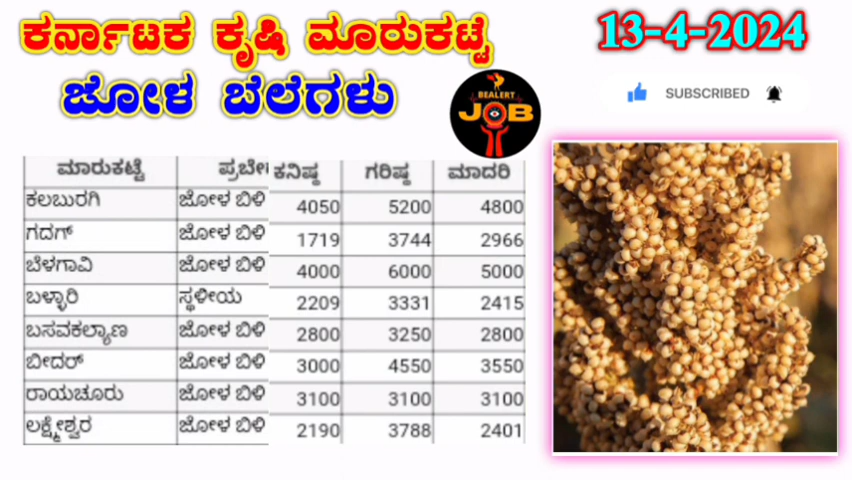 ಕರ್ನಾಟಕ ಕೃಷಿ ಮಾರುಕಟ್ಟೆ
13-4-2024
ಜೋಳ ಬೆಲೆಗಳು
BEALERT
JOB
SUBSCRIBED
ಮಾರುಕಟ್ಟೆ ಪ್ರಬೇ ಕನಿಷ್ಠ ಗರಿಷ್ಠ ಮಾದರಿ
ಕಲಬುರಗಿ ಜೋಳ ಬಿಳಿ 4050 5200 4800
ಗದಗ್ ಜೋಳ ಬಿಳಿ 1719 3744 2966
ಬೆಳಗಾವಿ ಜೋಳ ಬಿಳಿ 4000 6000 5000
ಬಳ್ಳಾರಿ ಸ್ಥಳೀಯ 2209 3331 2415
ಬಸವಕಲ್ಯಾಣ ಜೋಳ ಬಿಳಿ 2800 3250 2800
ಬೀದರ್ ಜೋಳ ಬಿಳಿ 3000 4550 3550
ರಾಯಚೂರು ಜೋಳ ಬಿಳಿ 3100 3100 3100
ಲಕ್ಷ್ಮೇಶ್ವರ ಜೋಳ ಬಿಳಿ 2190 3788 2401